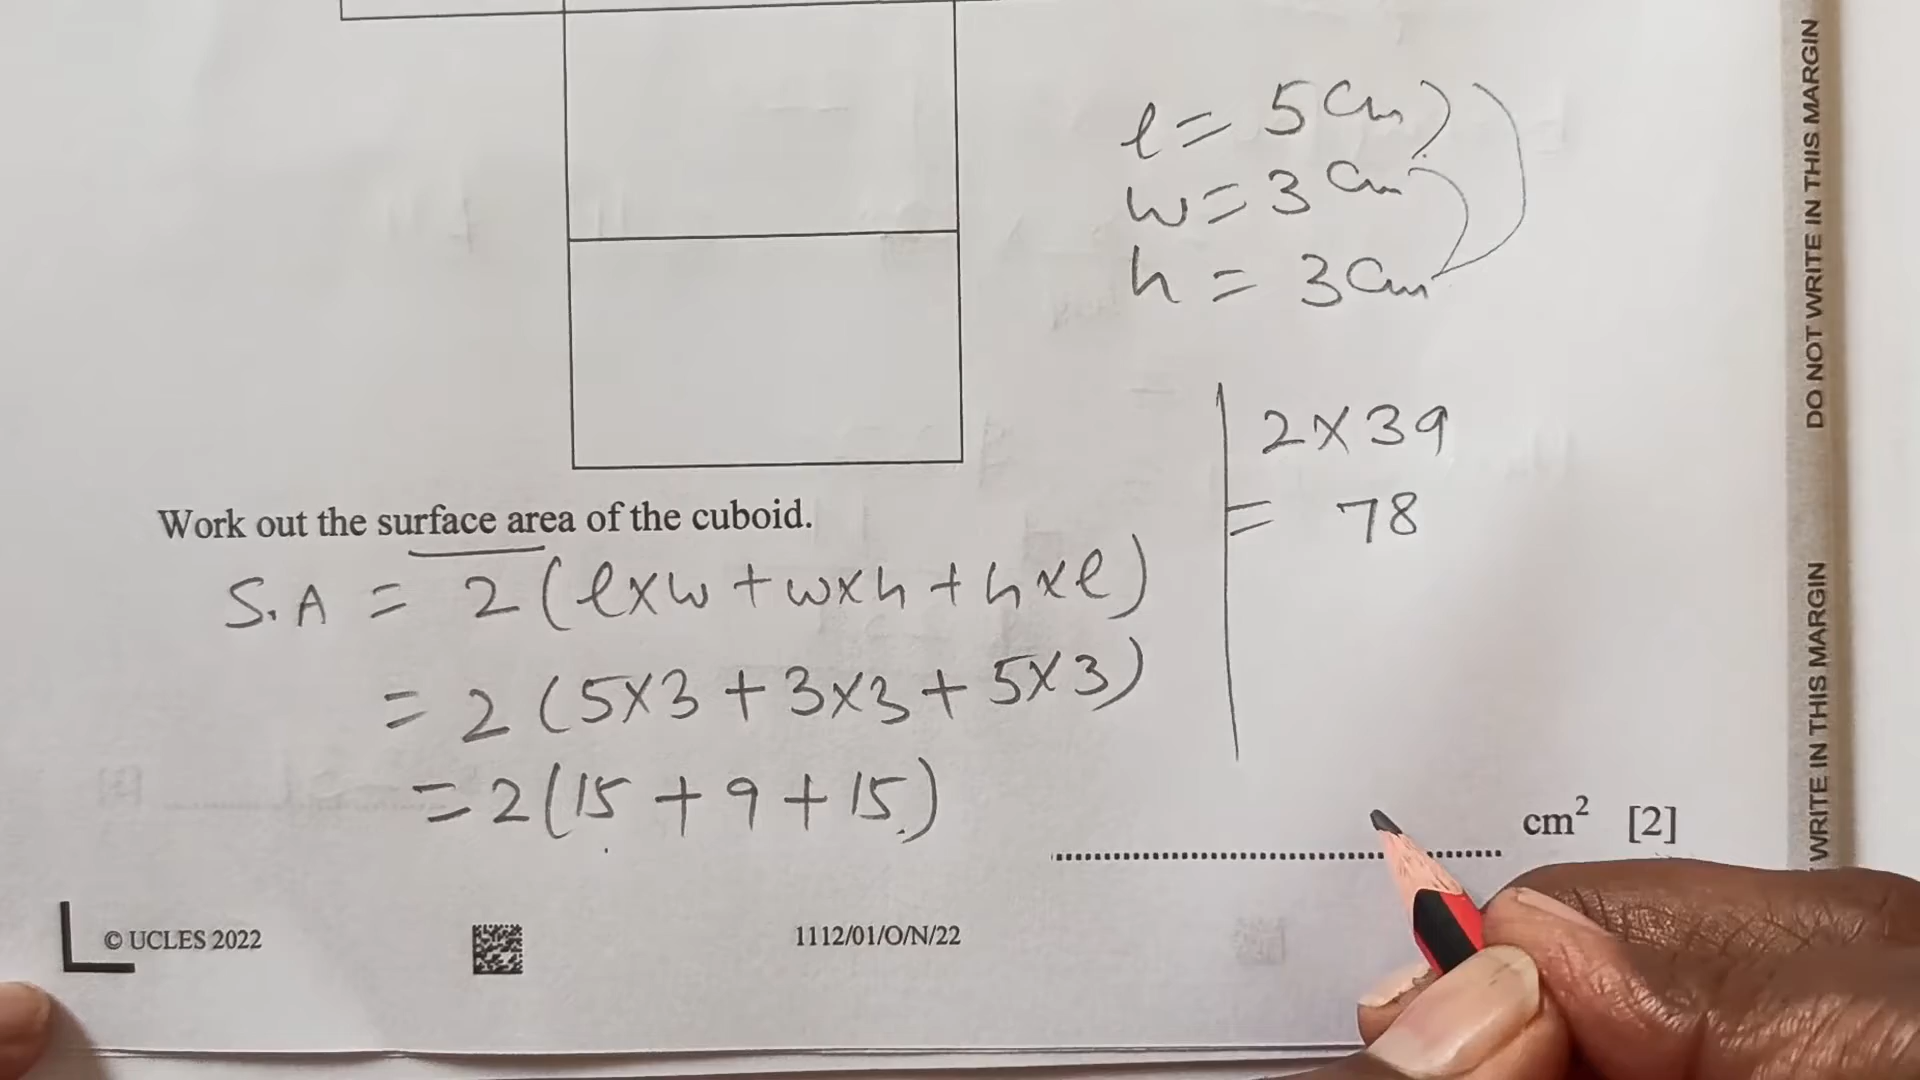 l = 5 cm
w = 3 cm
h = 3 cm
2 × 39
= 78
Work out the surface area of the cuboid.
S.A = 2 (l×w + w×h + h×l)
= 2 (5×3 + 3×3 + 5×3)
= 2 (15 + 9 + 15)
cm² [2]
© UCLES 2022
1112/01/O/N/22
DO NOT WRITE IN THIS MARGIN
WRITE IN THIS MARGIN